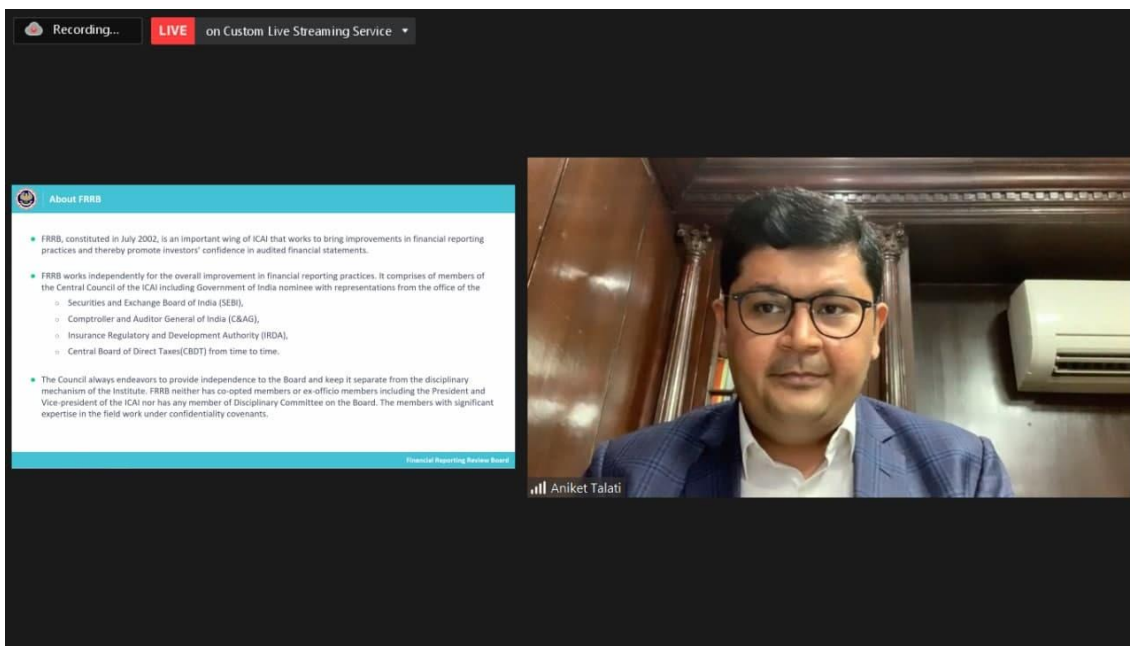 Recording...
LIVE on Custom Live Streaming Service
About FRRB
FRRB, constituted in July 2002, is an important wing of ICAI that works to bring improvements in financial reporting
practices and thereby promote investors' confidence in audited financial statements.
FRRB works independently for the overall improvement in financial reporting practices. It comprises of members of
the Central Council of the ICAI including Government of India nominee with representations from the office of the
Securities and Exchange Board of India (SEBI),
Comptroller and Auditor General of India (C&AG),
Insurance Regulatory and Development Authority (IRDA),
Central Board of Direct Taxes(CBDT) from time to time.
The Council always endeavors to provide independence to the Board and keep it separate from the disciplinary
mechanism of the Institute. FRRB neither has co-opted members or ex-officio members including the President and
Vice-president of the ICAI nor has any member of Disciplinary Committee on the Board. The members with significant
expertise in the field work under confidentiality covenants.
Financial Reporting Review Board
Aniket Talati